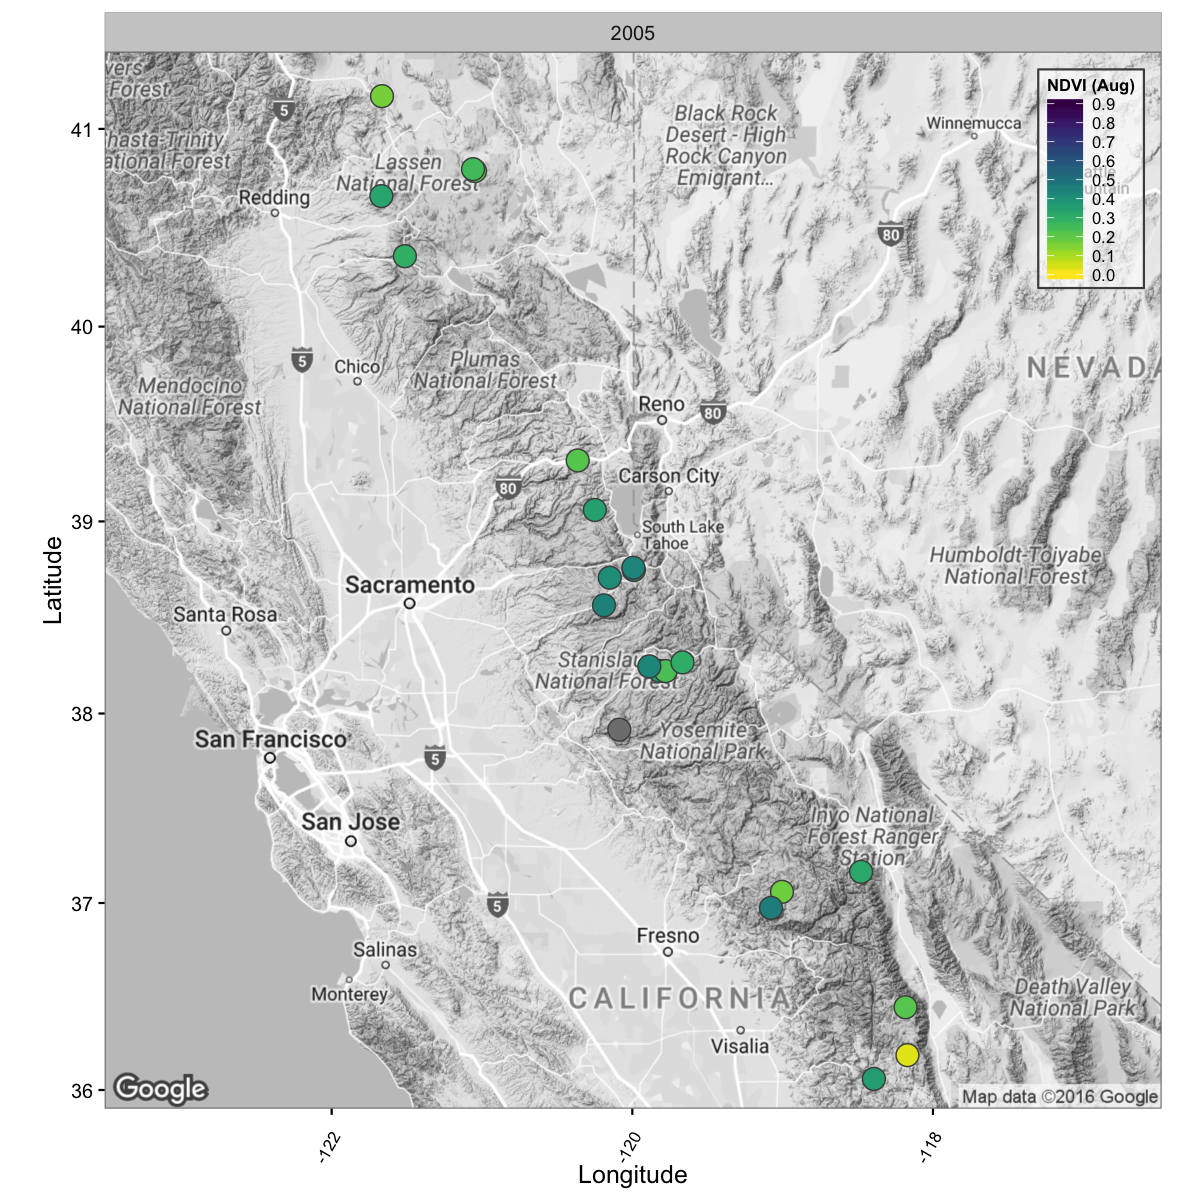 2005
vers
Forest
hasta-Trinity
ational Forest
5
Lassen
National Forest
Redding
Black Rock
Desert - High
Rock Canyon
Emigrant...
Winnemucca
NDVI (Aug)
0.9
0.8
0.7
0.6
0.5
0.4
0.3
0.2
0.1
0.0
attle
untain
80
41
40
39
38
37
36
Latitude
5
Chico
Plumas
National Forest
Mendocino
National Forest
NEVADA
Reno
80
80
Carson City
South Lake
Tahoe
Humboldt-Toiyabe
National Forest
Sacramento
Santa Rosa
Stanislau
National Forest
Yosemite
National Park
San Francisco
5
San Jose
Inyo National
Forest Ranger
Station
5
Fresno
Salinas
Monterey
CALIFORNIA
Visalia
Death Valley
National Park
Google
Map data ©2016 Google
-122
-120
-118
Longitude